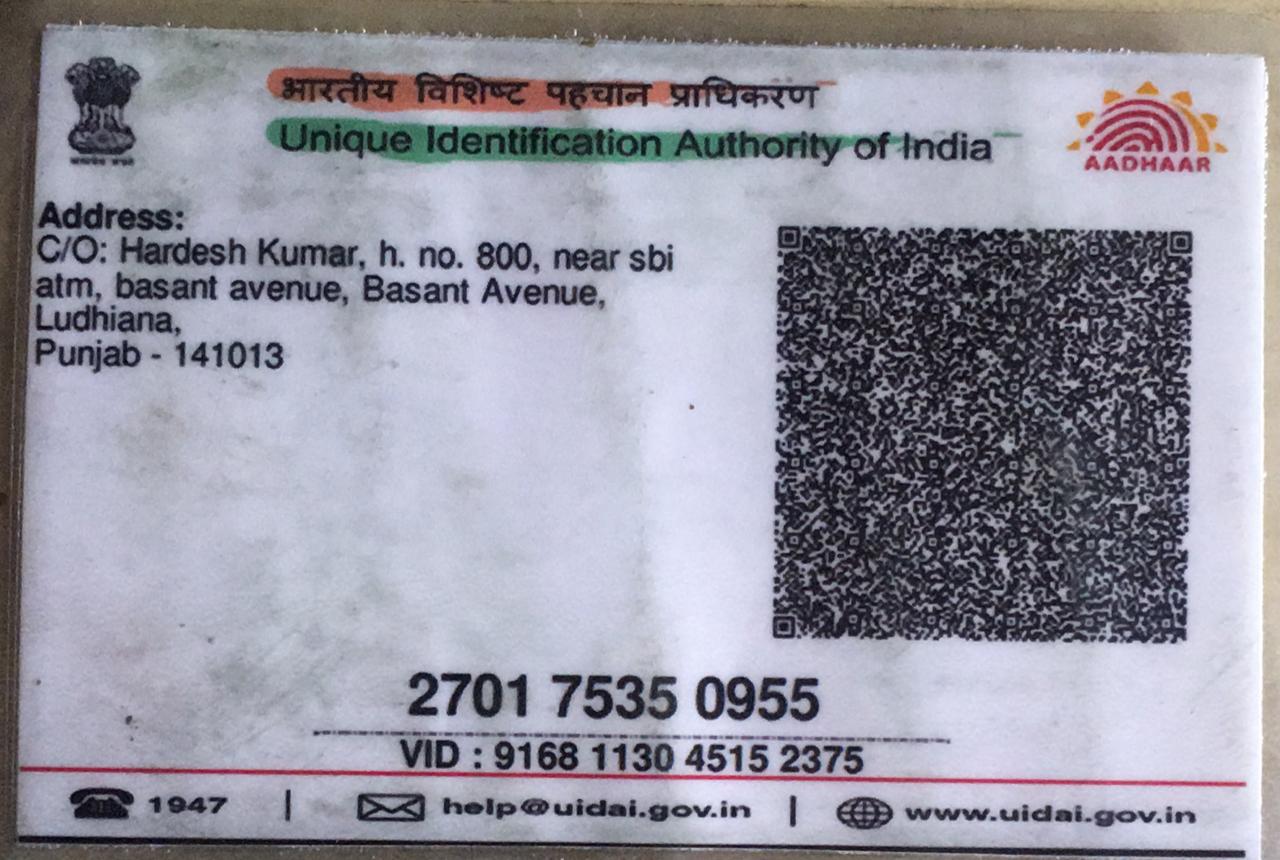 भारतीय विशिष्ट पहचान प्राधिकरण
Unique Identification Authority of India
AADHAAR
Address:
C/O: Hardesh Kumar, h. no. 800, near sbi
atm, basant avenue, Basant Avenue,
Ludhiana,
Punjab - 141013
2701 7535 0955
VID : 9168 1130 4515 2375
1947 | help@uidai.gov.in | www.uidai.gov.in